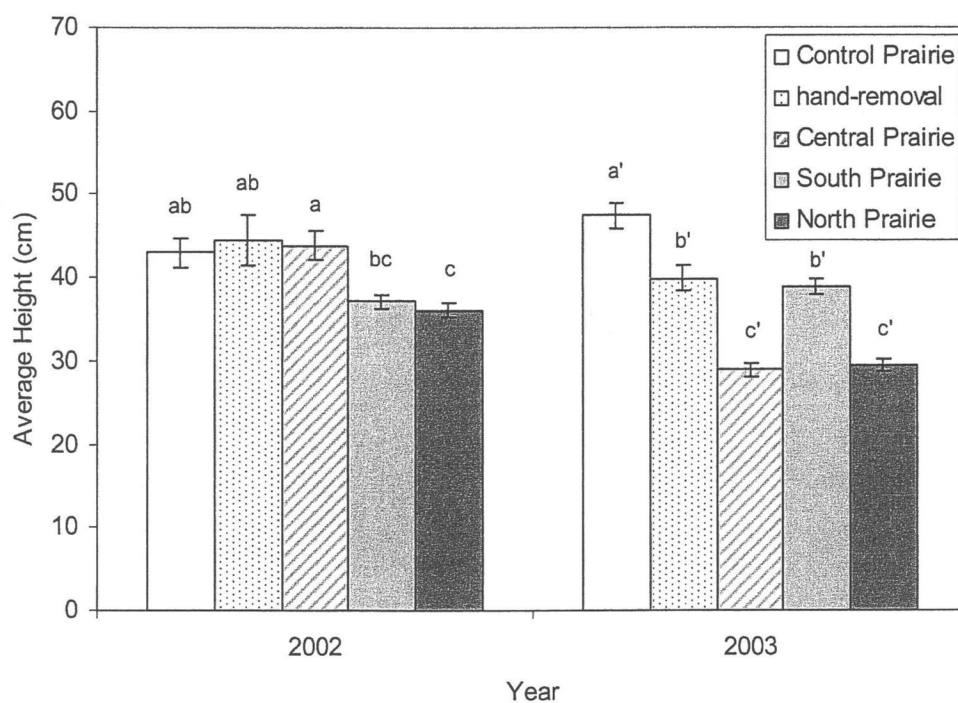 70
60
50
40
30
20
10
0
Average Height (cm)
ab
ab
a
bc
c
a'
b'
c'
b'
c'
Control Prairie
hand-removal
Central Prairie
South Prairie
North Prairie
2002
2003
Year